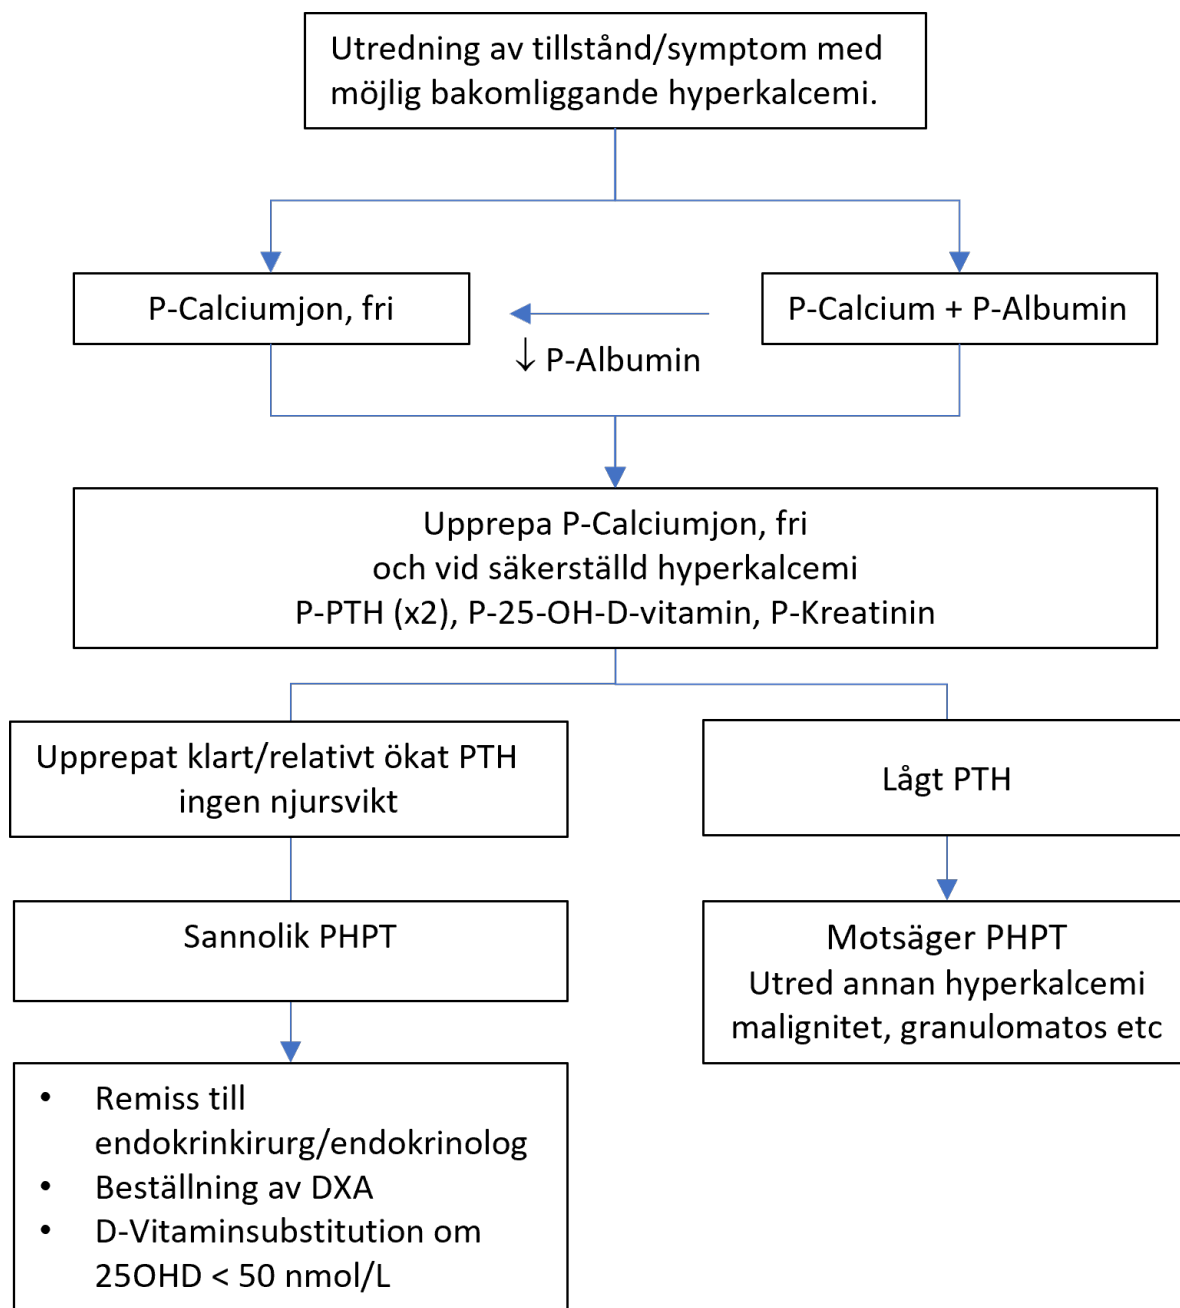 Utredning av tillstånd/symptom med
möjlig bakomliggande hyperkalcemi.
P-Calciumjon, fri
P-Calcium + P-Albumin
↓ P-Albumin
Upprepa P-Calciumjon, fri
och vid säkerställd hyperkalcemi
P-PTH (x2), P-25-OH-D-vitamin, P-Kreatinin
Upprepat klart/relativt ökat PTH
ingen njursvikt
Lågt PTH
Sannolik PHPT
Motsäger PHPT
Utred annan hyperkalcemi
malignitet, granulomatos etc
• Remiss till
endokrinkirurg/endokrinolog
• Beställning av DXA
• D-Vitaminsubstitution om
25OHD < 50 nmol/L